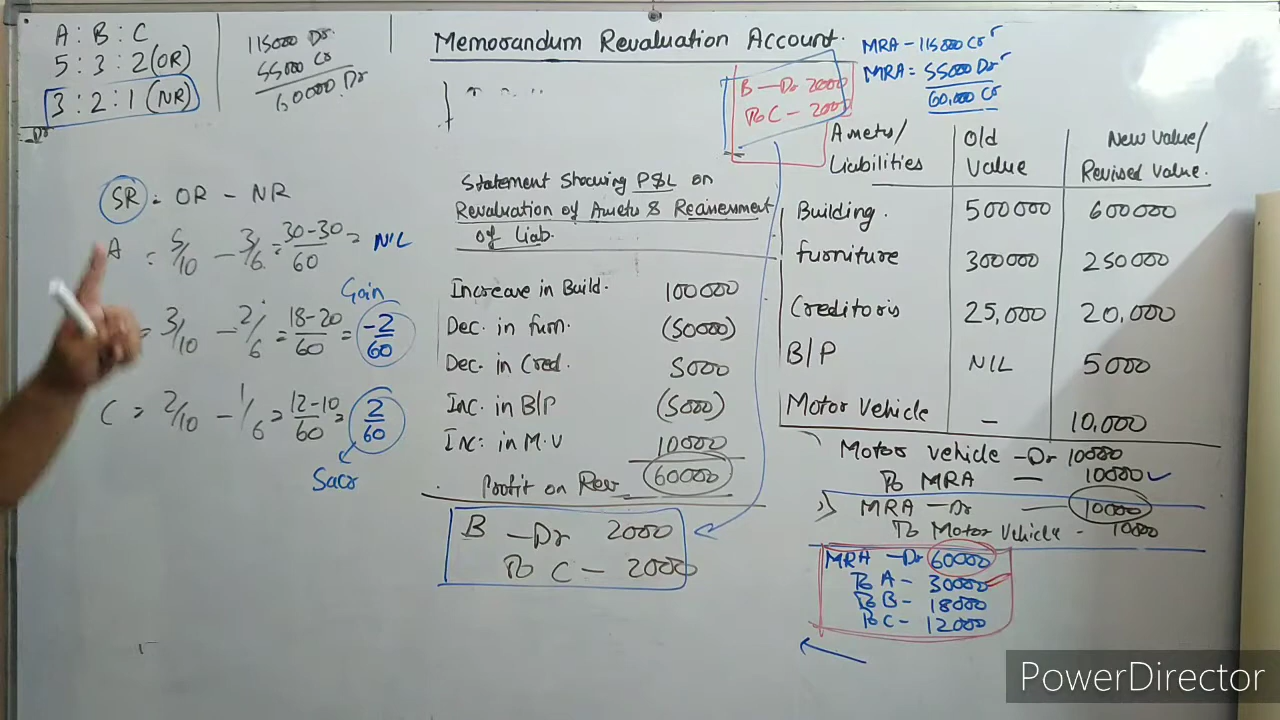 A : B : C
5 : 3 : 2 (OR)
3 : 2 : 1 (NR)
115000 Dr.
55000 Cr
60000 Dr
Memorandum Revaluation Account.
MRA - 115000 Cr
MRA = 55000 Dr
60,000 Cr
B — Dr 2000
To C - 2000
SR = OR - NR
A = 5/10 - 3/6 = 30-30/60 = NIL
Gain
= 3/10 - 2/6 = 18-20/60 = -2/60
C = 2/10 - 1/6 = 12-10/60 = 2/60
Sacr
Statement Showing P&L on
Revaluation of Assets &
of Liab.
Increase in Build. 100000
Dec. in furn. (50000)
Dec. in Cred. 5000
Inc. in B/P (5000)
Inc: in M.V 10000
Profit on Rev 60000
B — Dr 2000
To C — 2000
Assets/ Liabilities Old Value New Value/ Revised Value.
Building. 500000 600000
furniture 300000 250000
Creditors 25,000 20,000
B/P NIL 5000
Motor Vehicle — 10,000
Motor Vehicle — Dr 10000
To MRA — 10000
MRA — Dr — 10000
To Motor Vehicle - 10000
MRA — Dr 60000
To A - 30000
To B - 18000
To C - 12000
PowerDirector